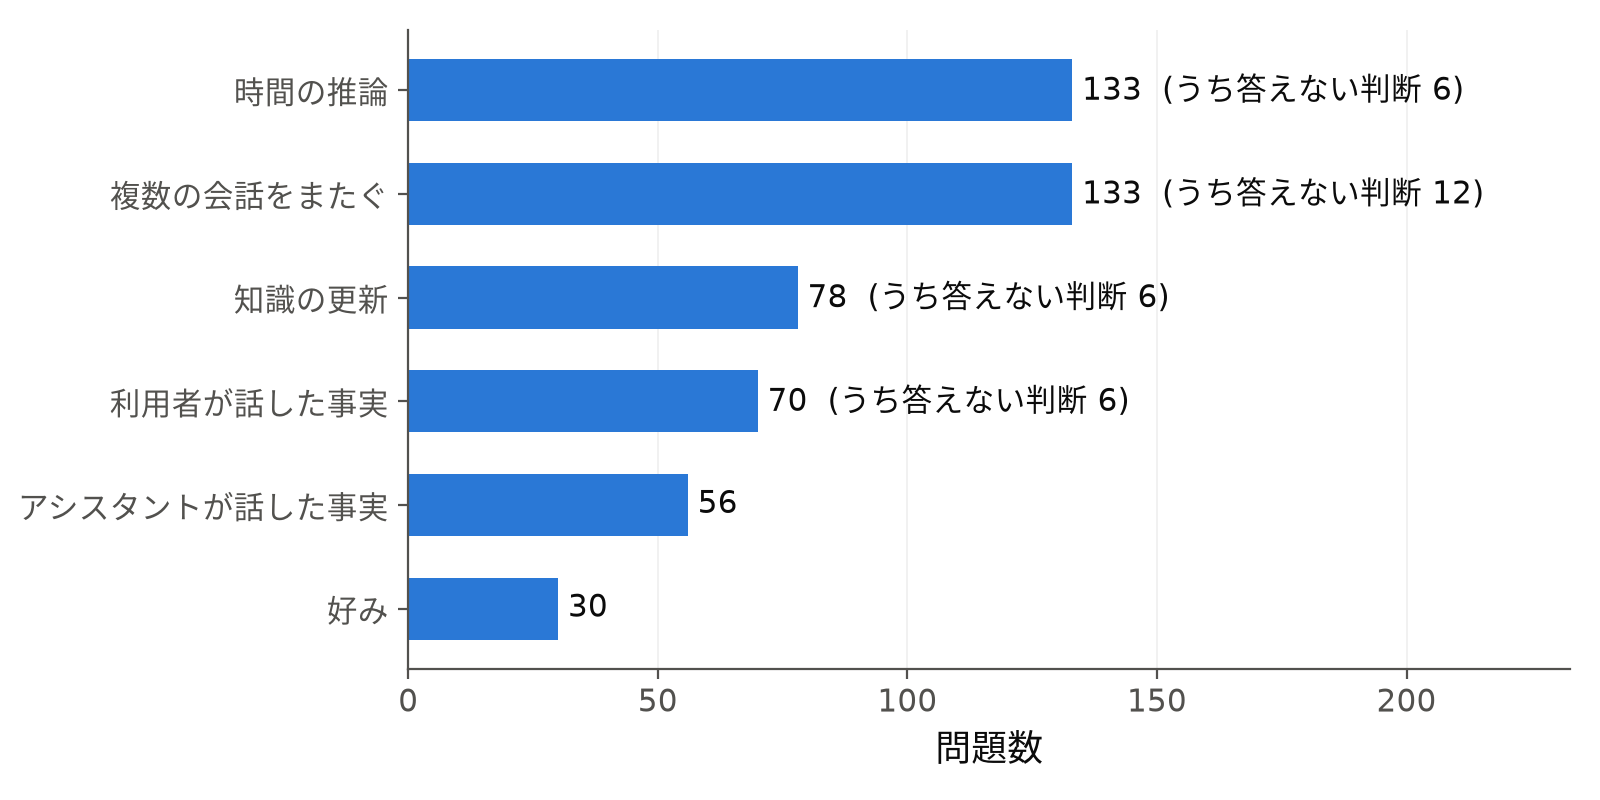 時間の推論 133 (うち答えない判断 6)
複数の会話をまたぐ 133 (うち答えない判断 12)
知識の更新 78 (うち答えない判断 6)
利用者が話した事実 70 (うち答えない判断 6)
アシスタントが話した事実 56
好み 30
0 50 100 150 200
問題数